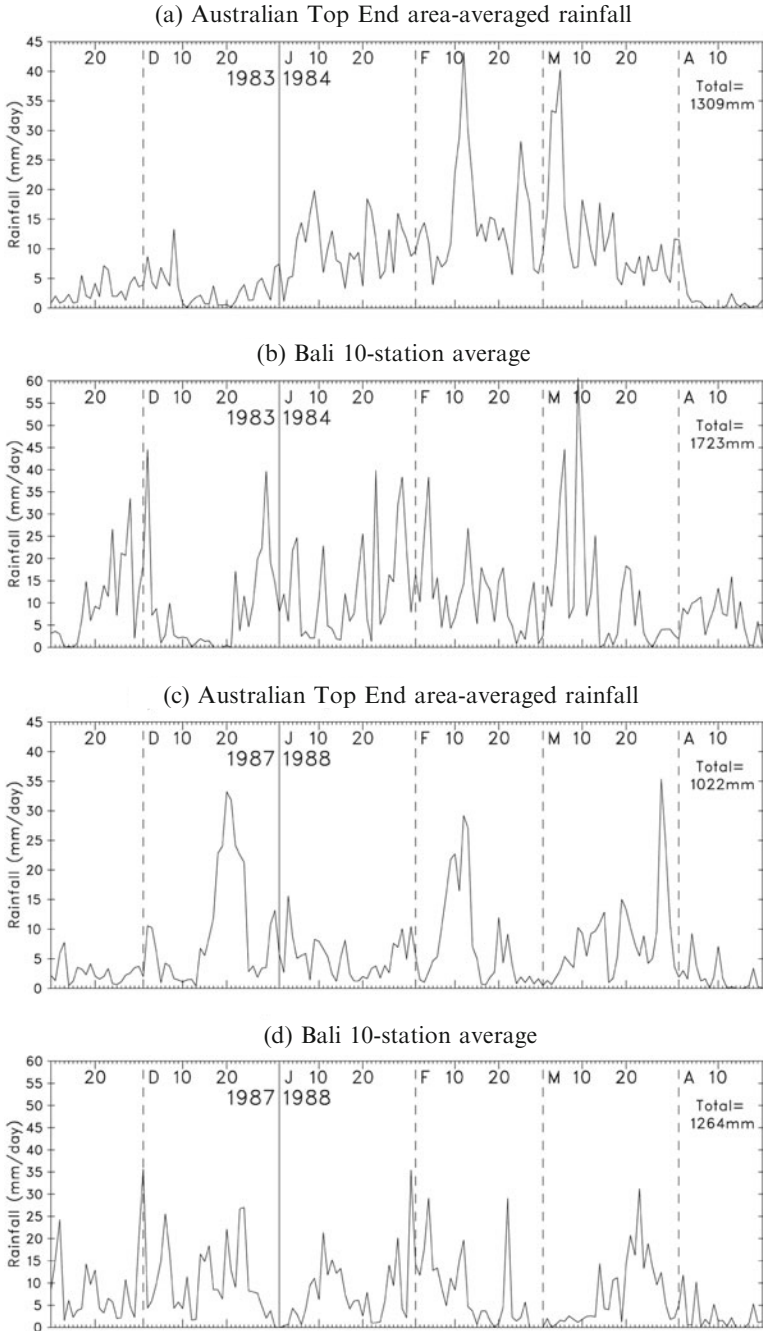 (a) Australian Top End area-averaged rainfall
45
40
35
30
25
20
15
10
5
0
Rainfall (mm/day)
20 D 10 20 J 10 20 F 10 20 M 10 20 A 10
1983 1984
Total=
1309mm
(b) Bali 10-station average
60
55
50
45
40
35
30
25
20
15
10
5
0
Rainfall (mm/day)
20 D 10 20 J 10 20 F 10 20 M 10 20 A 10
1983 1984
Total=
1723mm
(c) Australian Top End area-averaged rainfall
45
40
35
30
25
20
15
10
5
0
Rainfall (mm/day)
20 D 10 20 J 10 20 F 10 20 M 10 20 A 10
1987 1988
Total=
1022mm
(d) Bali 10-station average
60
55
50
45
40
35
30
25
20
15
10
5
0
Rainfall (mm/day)
20 D 10 20 J 10 20 F 10 20 M 10 20 A 10
1987 1988
Total=
1264mm